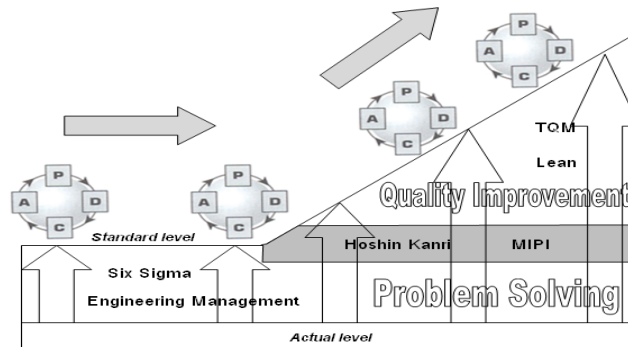 P
A D
C
P
A D
C
P
A D
C
P
A D
C
TQM
Lean
Quality Improvement
Standard level
Hoshin Kanri MIPI
Six Sigma
Engineering Management
Problem Solving
Actual level